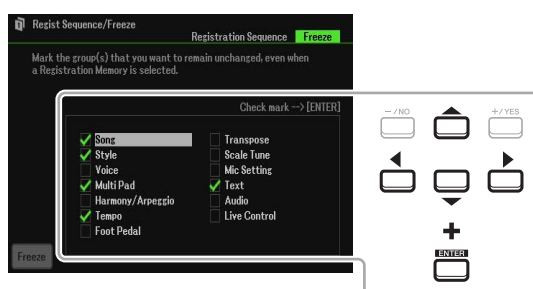 Regist Sequence/Freeze
Registration Sequence Freeze
Mark the group(s) that you want to remain unchanged, even when
a Registration Memory is selected.
Check mark --> [ENTER]
Song
Style
Voice
Multi Pad
Harmony/Arpeggio
Tempo
Foot Pedal
Transpose
Scale Tune
Mic Setting
Text
Audio
Live Control
Freeze
-/NO
+/YES
+
ENTER